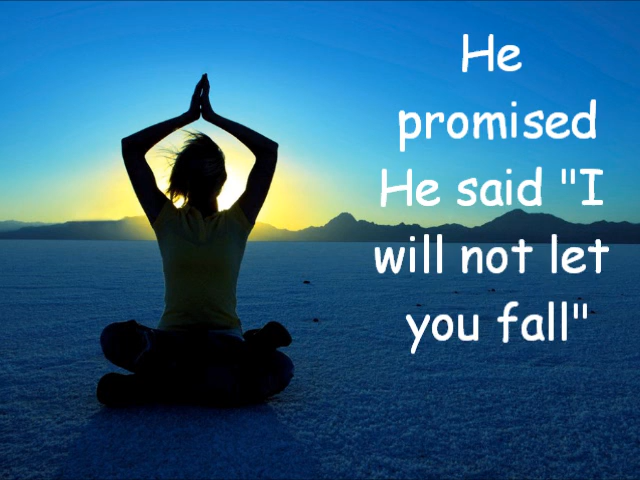 He
promised
He said "I
will not let
you fall"